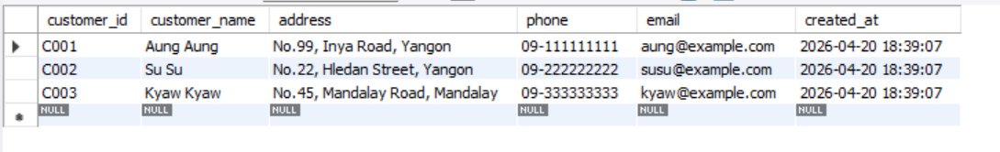 customer_id customer_name address phone email created_at
C001 Aung Aung No.99, Inya Road, Yangon 09-111111111 aung@example.com 2026-04-20 18:39:07
C002 Su Su No.22, Hledan Street, Yangon 09-222222222 susu@example.com 2026-04-20 18:39:07
C003 Kyaw Kyaw No.45, Mandalay Road, Mandalay 09-333333333 kyaw@example.com 2026-04-20 18:39:07
NULL NULL NULL NULL NULL NULL